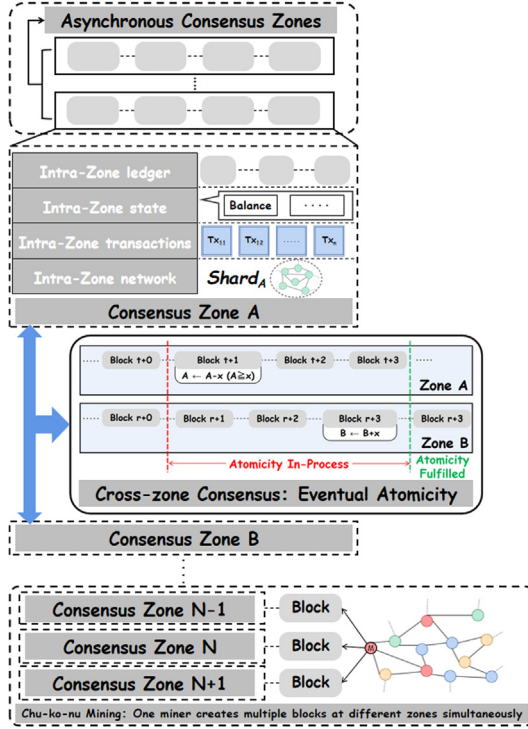 Asynchronous Consensus Zones
Intra-Zone ledger
Intra-Zone state
Balance
Intra-Zone transactions
Tx11 Tx12 ..... Txn
Intra-Zone network
ShardA
Consensus Zone A
Block t+0 Block t+1 Block t+2 Block t+3
A ← A-x (A≧x)
Zone A
Block r+0 Block r+1 Block r+2 Block r+3 Block r+3
B ← B+x
Zone B
Atomicity In-Process
Atomicity
Fulfilled
Cross-zone Consensus: Eventual Atomicity
Consensus Zone B
Consensus Zone N-1 Block
Consensus Zone N Block
M
Consensus Zone N+1 Block
Chu-ko-nu Mining: One miner creates multiple blocks at different zones simultaneously